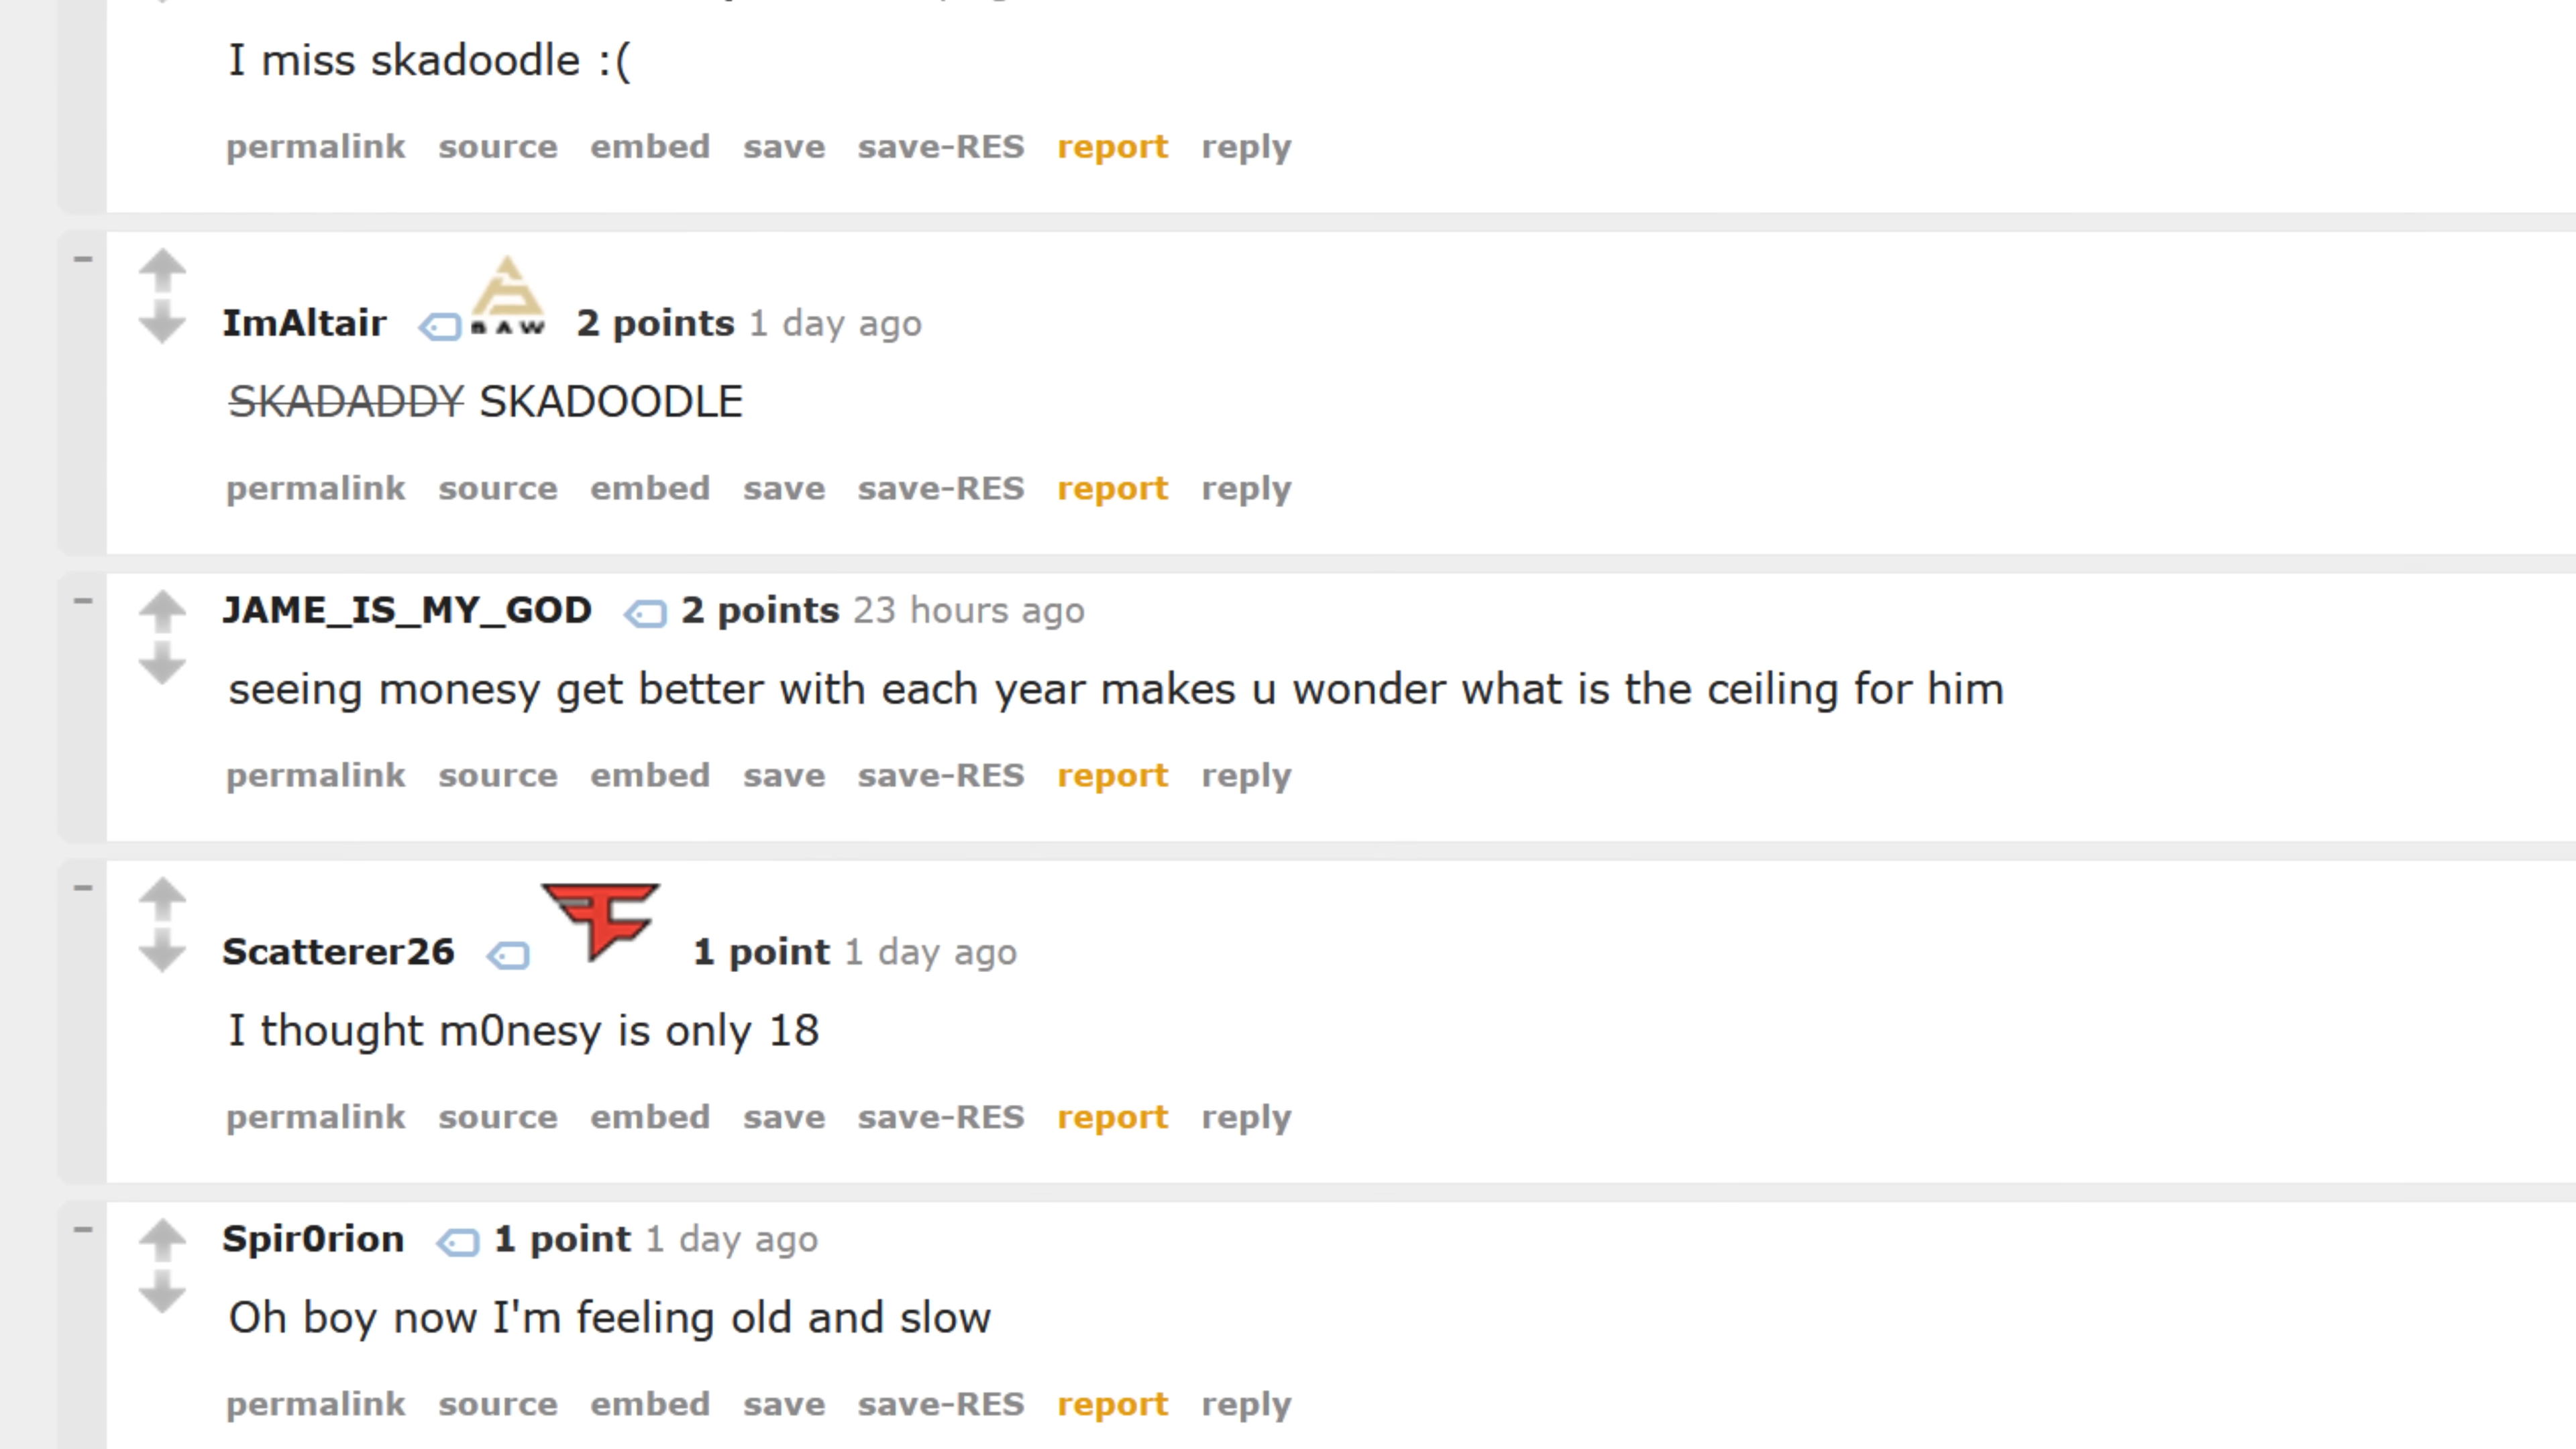 I miss skadoodle :(
permalink source embed save save-RES report reply
ImAltair SAW 2 points 1 day ago
SKADADDY SKADOODLE
permalink source embed save save-RES report reply
JAME_IS_MY_GOD 2 points 23 hours ago
seeing monesy get better with each year makes u wonder what is the ceiling for him
permalink source embed save save-RES report reply
Scatterer26 1 point 1 day ago
I thought m0nesy is only 18
permalink source embed save save-RES report reply
Spir0rion 1 point 1 day ago
Oh boy now I'm feeling old and slow
permalink source embed save save-RES report reply